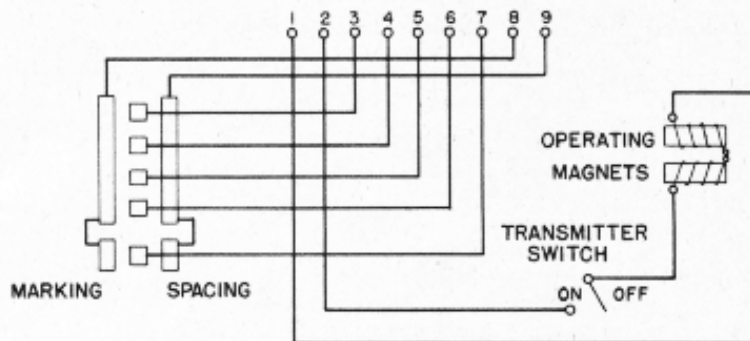 1 2 3 4 5 6 7 8 9
OPERATING
MAGNETS
TRANSMITTER
SWITCH
ON OFF
MARKING SPACING